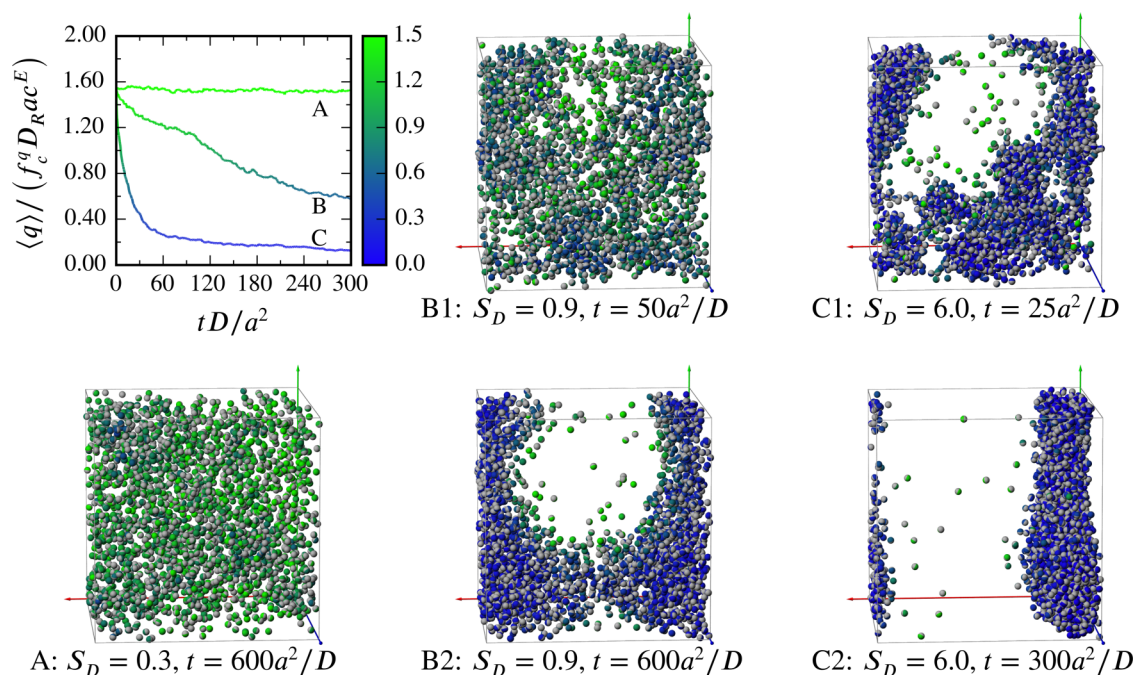 2.00
1.60
1.20
0.80
0.40
0.00
⟨q⟩/(f_c^q D_R a c^E)
A
B
C
0 60 120 180 240 300
tD/a²
1.5
1.2
0.9
0.6
0.3
0.0
B1: S_D = 0.9, t = 50a²/D
C1: S_D = 6.0, t = 25a²/D
A: S_D = 0.3, t = 600a²/D
B2: S_D = 0.9, t = 600a²/D
C2: S_D = 6.0, t = 300a²/D